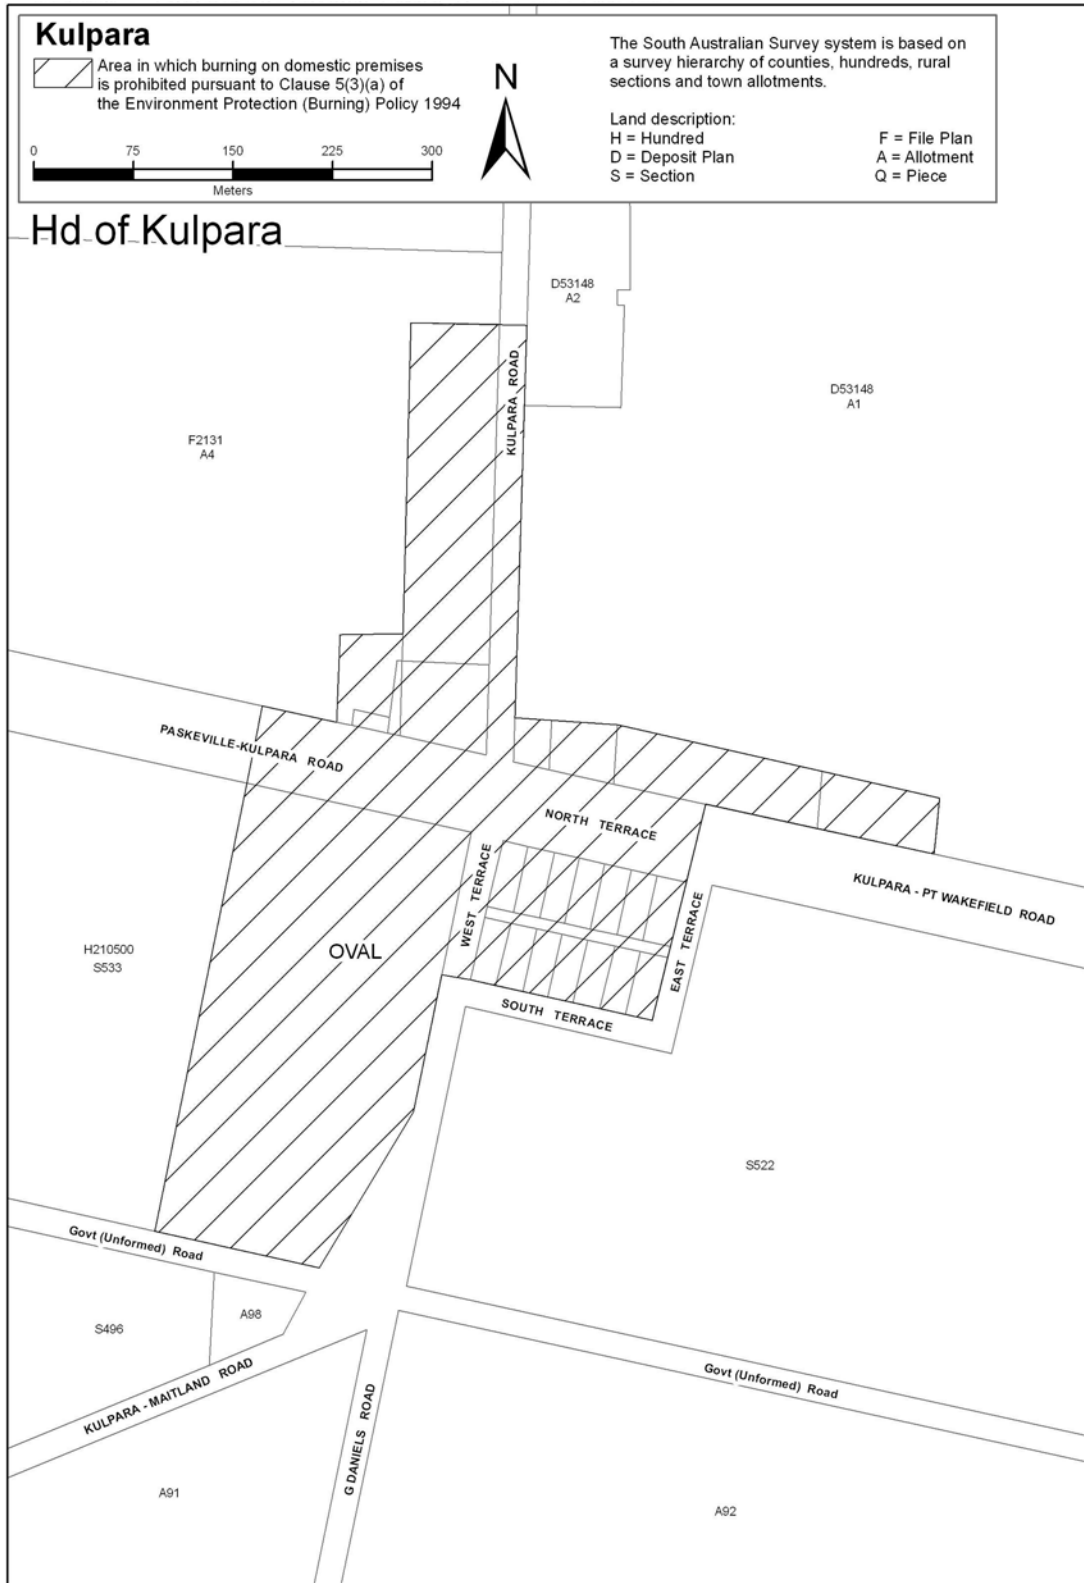 Kulpara
Area in which burning on domestic premises
is prohibited pursuant to Clause 5(3)(a) of
the Environment Protection (Burning) Policy 1994
0 75 150 225 300
Meters
N
The South Australian Survey system is based on
a survey hierarchy of counties, hundreds, rural
sections and town allotments.
Land description:
H = Hundred F = File Plan
D = Deposit Plan A = Allotment
S = Section Q = Piece
Hd of Kulpara
D53148
A2
KULPARA ROAD
D53148
A1
F2131
A4
PASKEVILLE-KULPARA ROAD
NORTH TERRACE
WEST TERRACE
EAST TERRACE
KULPARA - PT WAKEFIELD ROAD
H210500
S533
OVAL
SOUTH TERRACE
S522
Govt (Unformed) Road
A98
S496
KULPARA - MAITLAND ROAD
Govt (Unformed) Road
G DANIELS ROAD
A91
A92